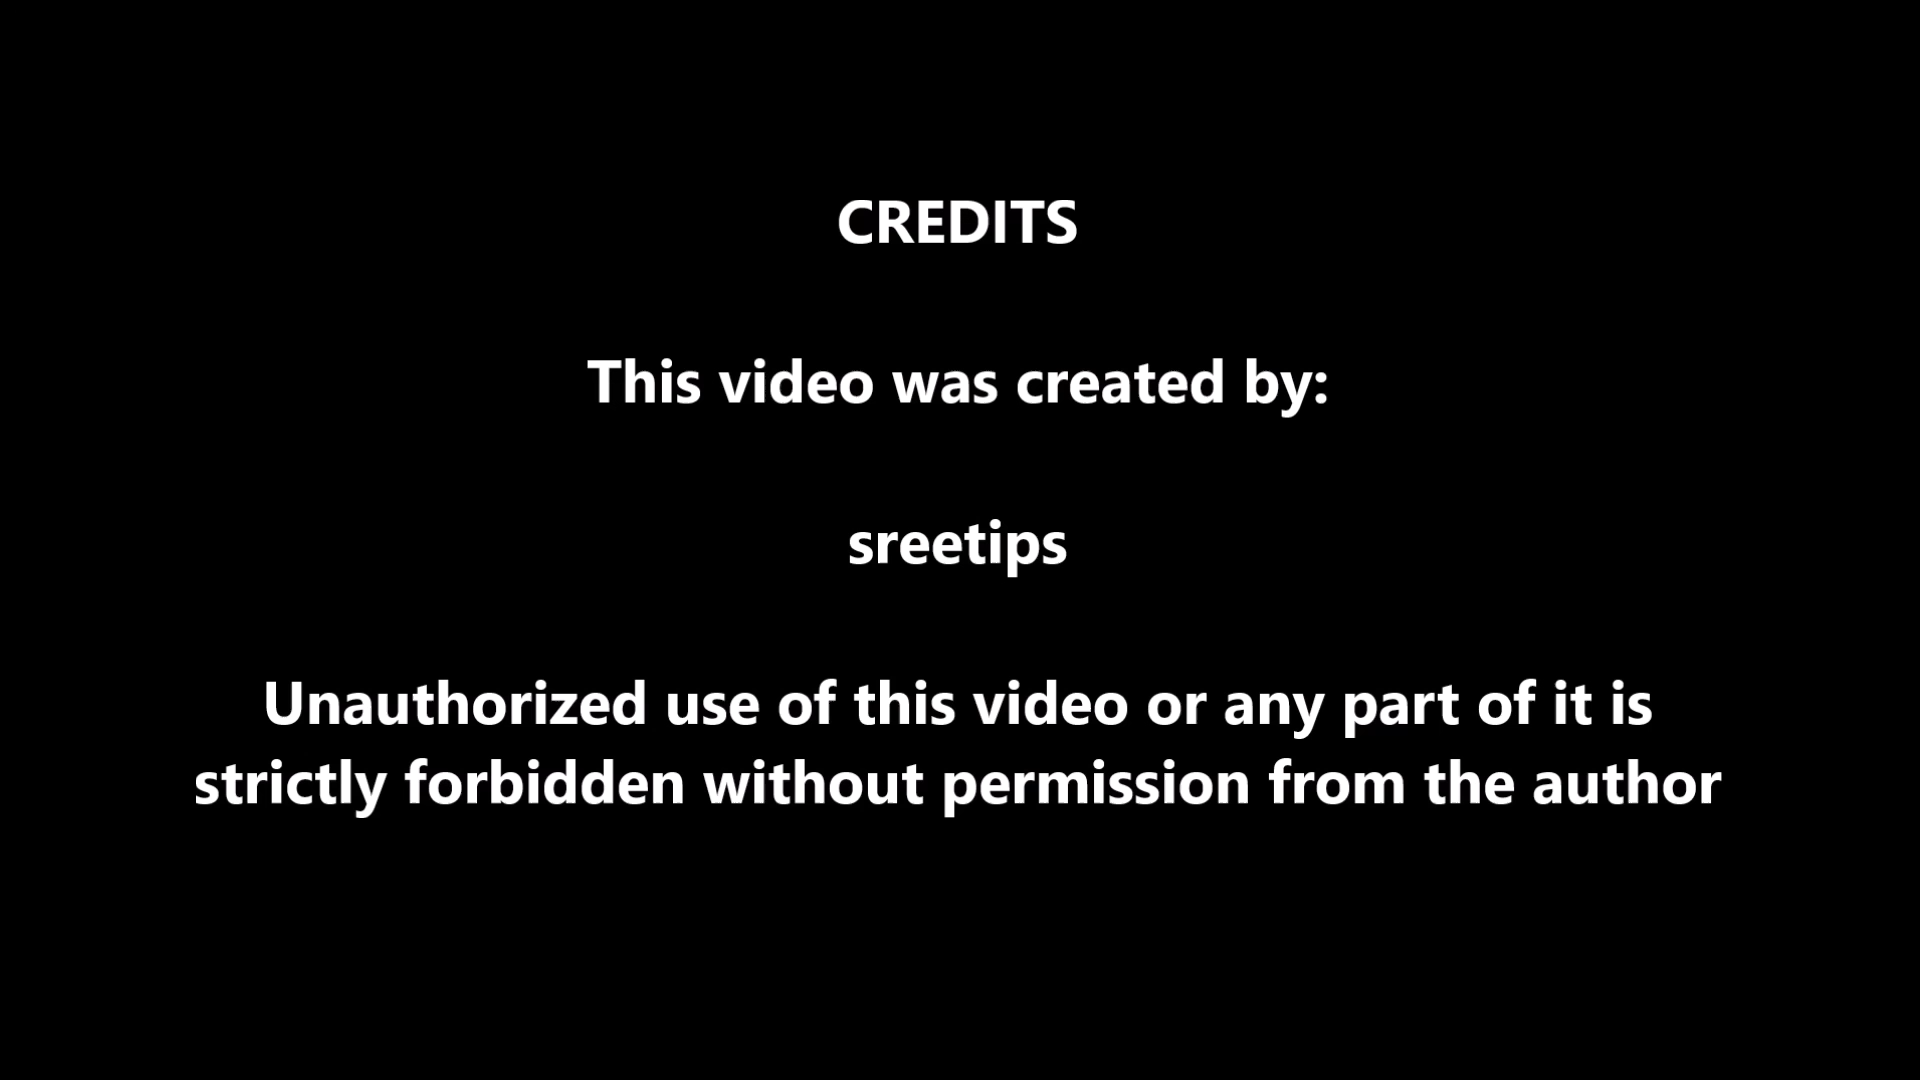 CREDITS
This video was created by:
sreetips
Unauthorized use of this video or any part of it is
strictly forbidden without permission from the author